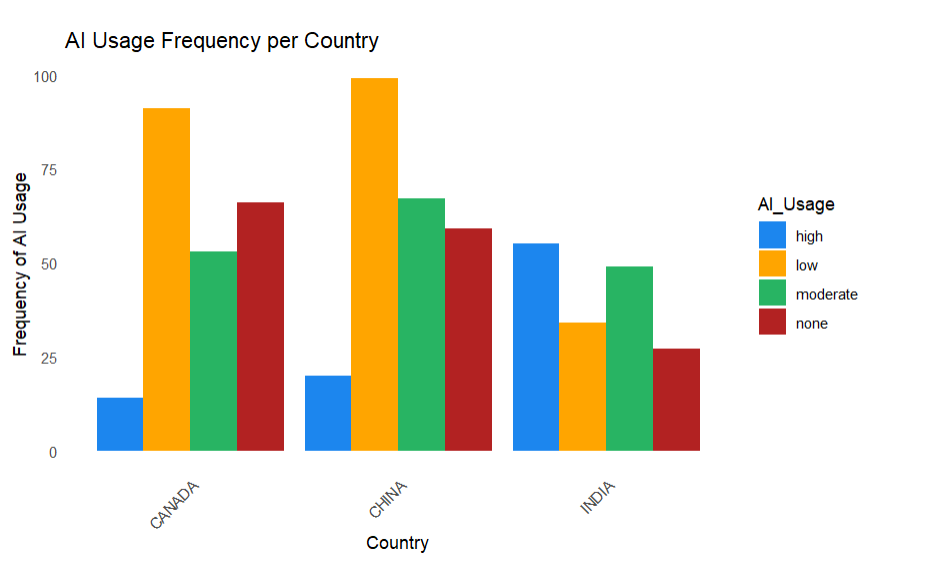 AI Usage Frequency per Country
100
75
50
25
0
Frequency of AI Usage
CANADA
CHINA
INDIA
Country
AI_Usage
high
low
moderate
none